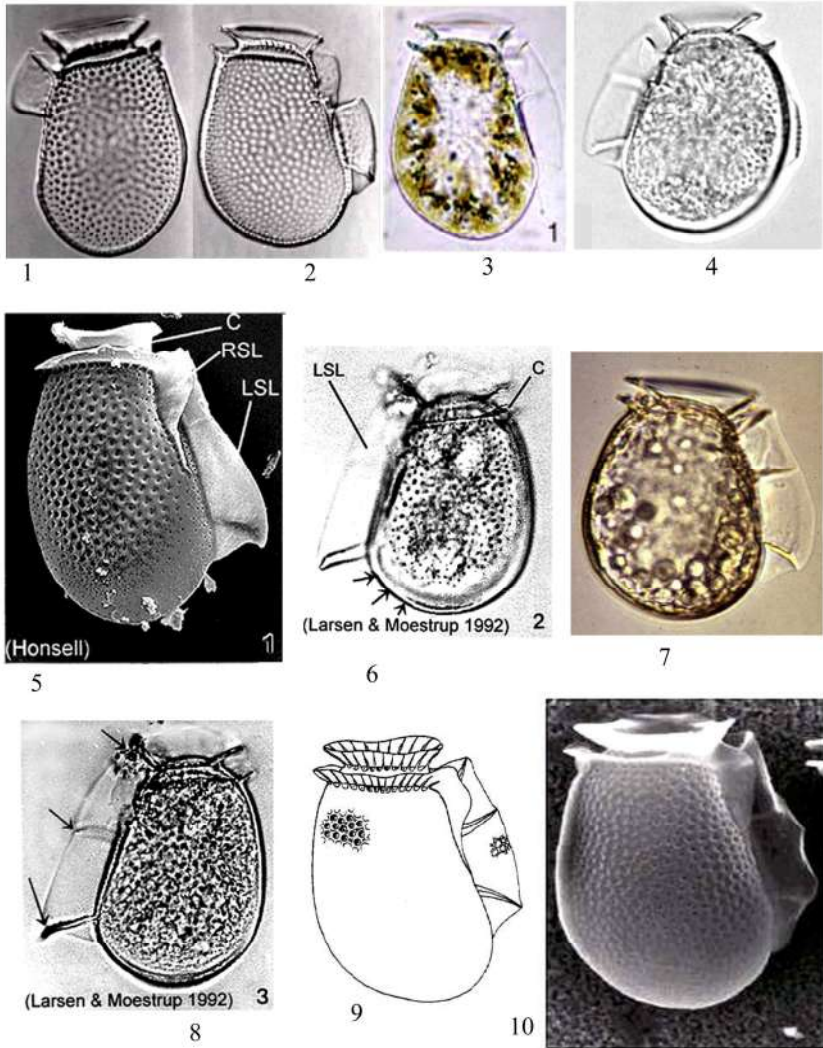 1
1 2 3 4
C
RSL
LSL
(Honsell) 1
5
LSL C
(Larsen & Moestrup 1992) 2
6
7
(Larsen & Moestrup 1992) 3
8
9
10